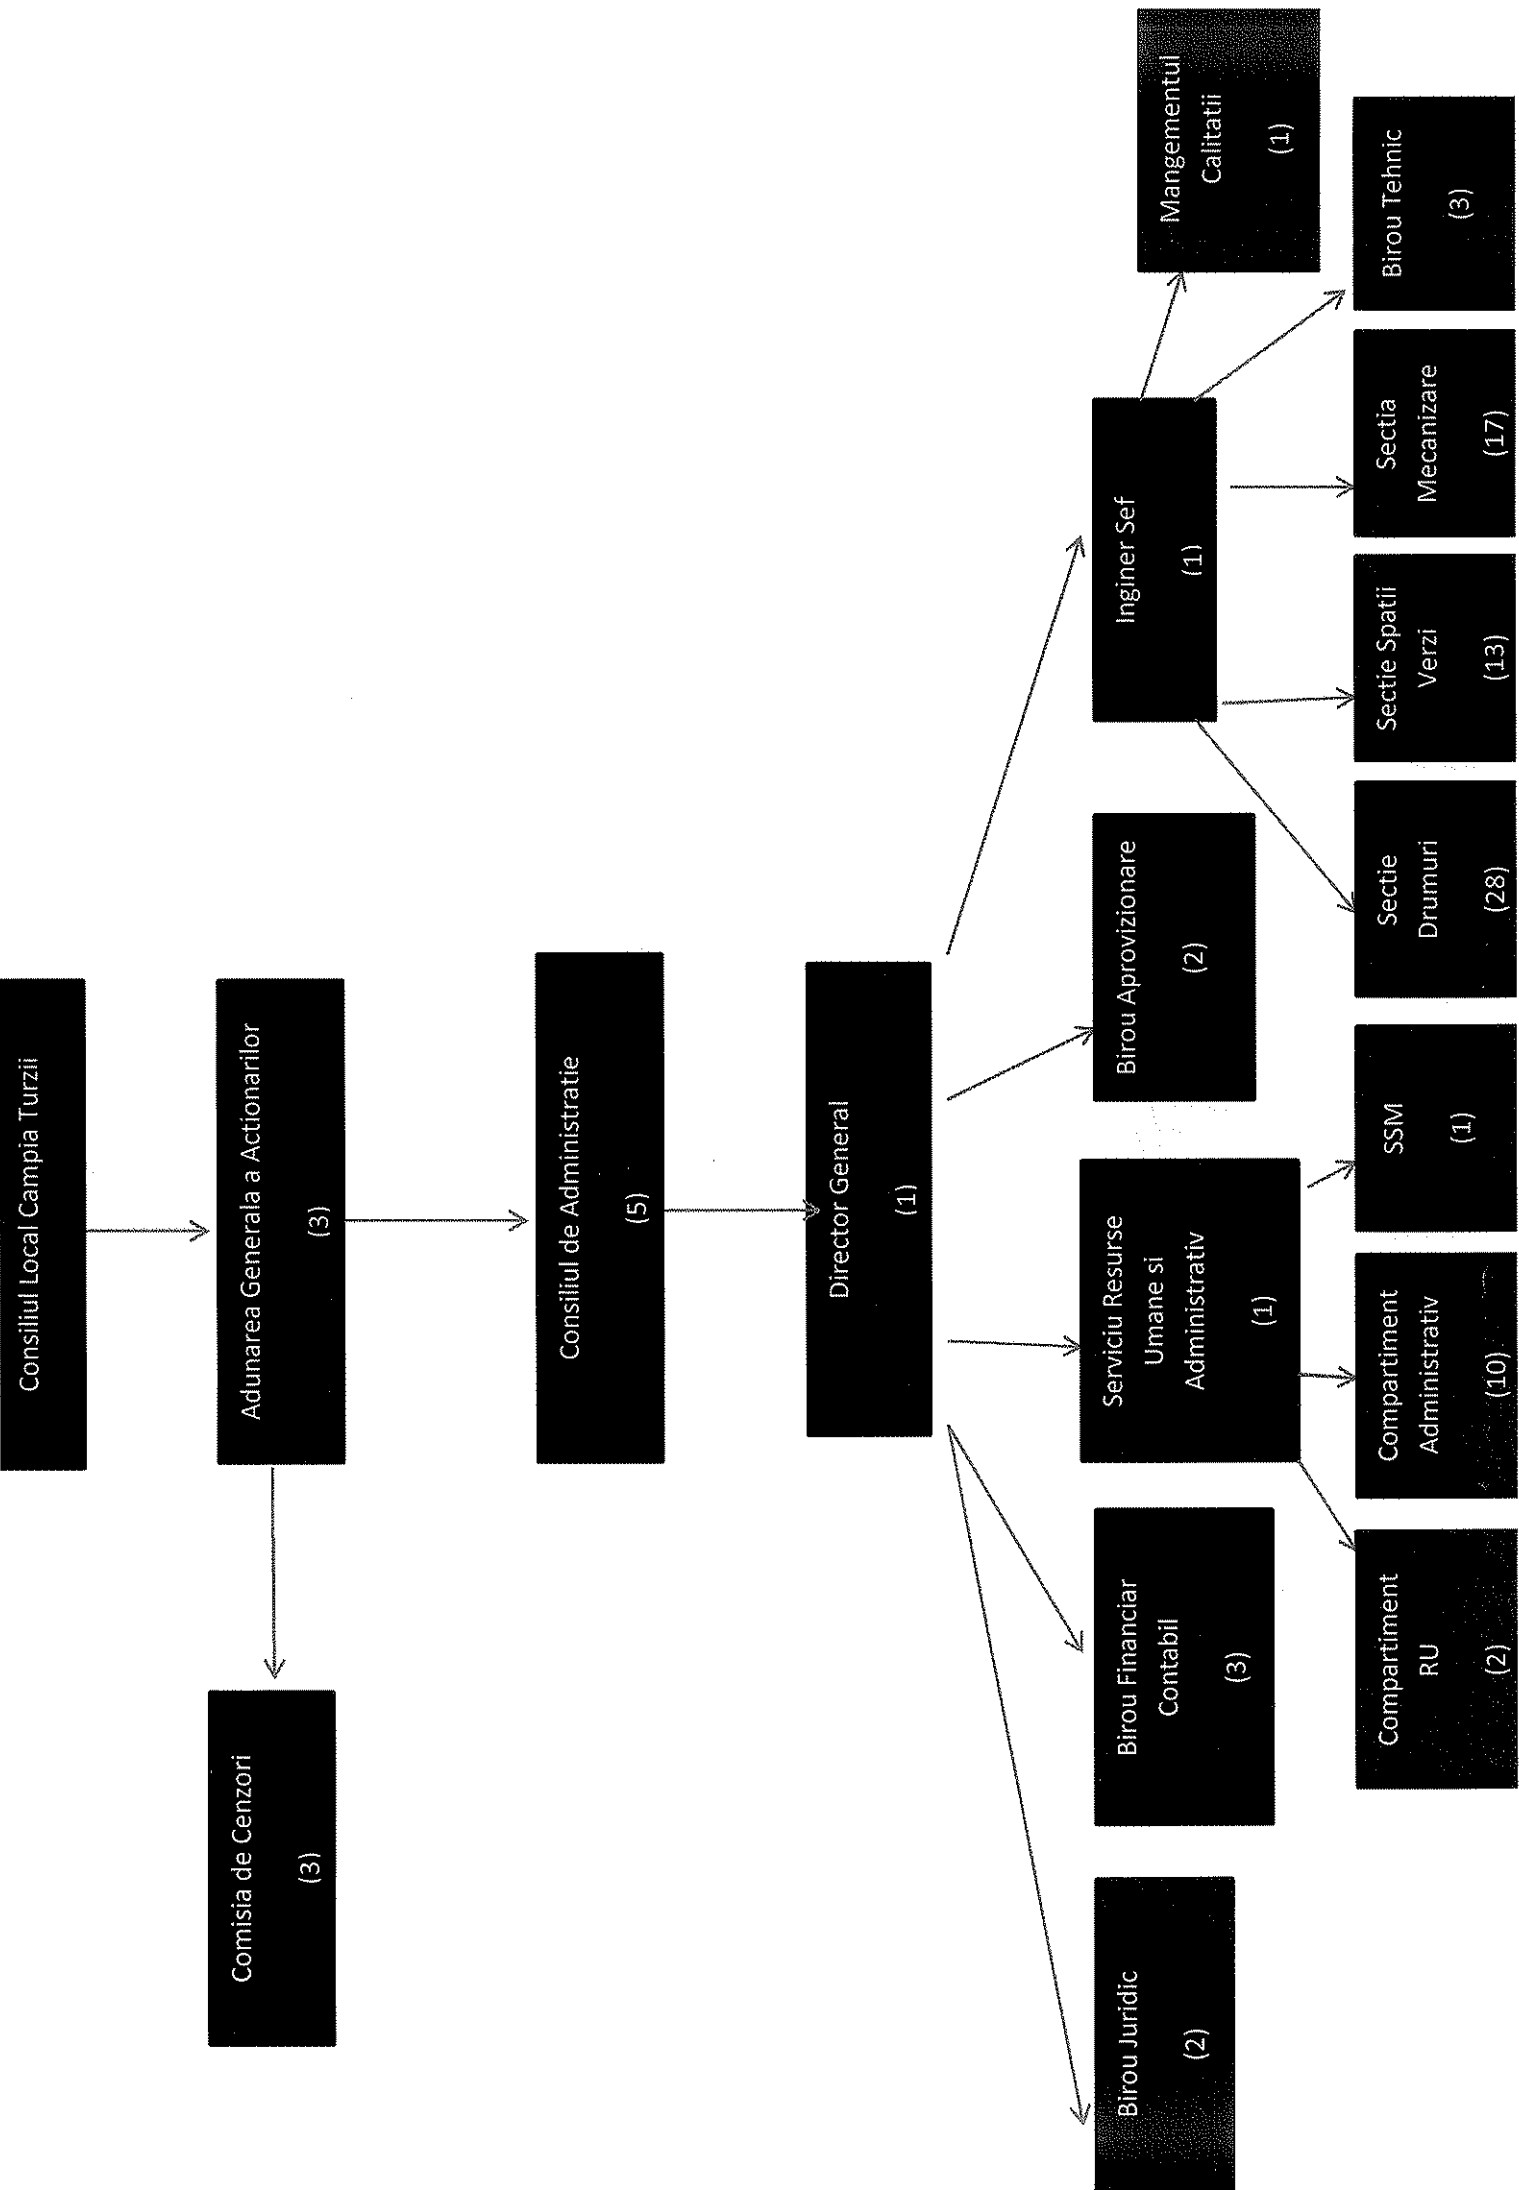 Consiliul Local Campia Turzii
Adunarea Generala a Actionarilor
(3)
Comisia de Cenzori
(3)
Consiliul de Administratie
(5)
Director General
(1)
Birou Juridic
(2)
Birou Financiar
Contabil
(3)
Serviciu Resurse
Umane si
Administrativ
(1)
Birou Aprovizionare
(2)
Inginer Sef
(1)
Mangementul
Calitatii
(1)
Compartiment
RU
(2)
Compartiment
Administrativ
(10)
SSM
(1)
Sectie
Drumuri
(28)
Sectie Spatii
Verzi
(13)
Sectia
Mecanizare
(17)
Birou Tehnic
(3)